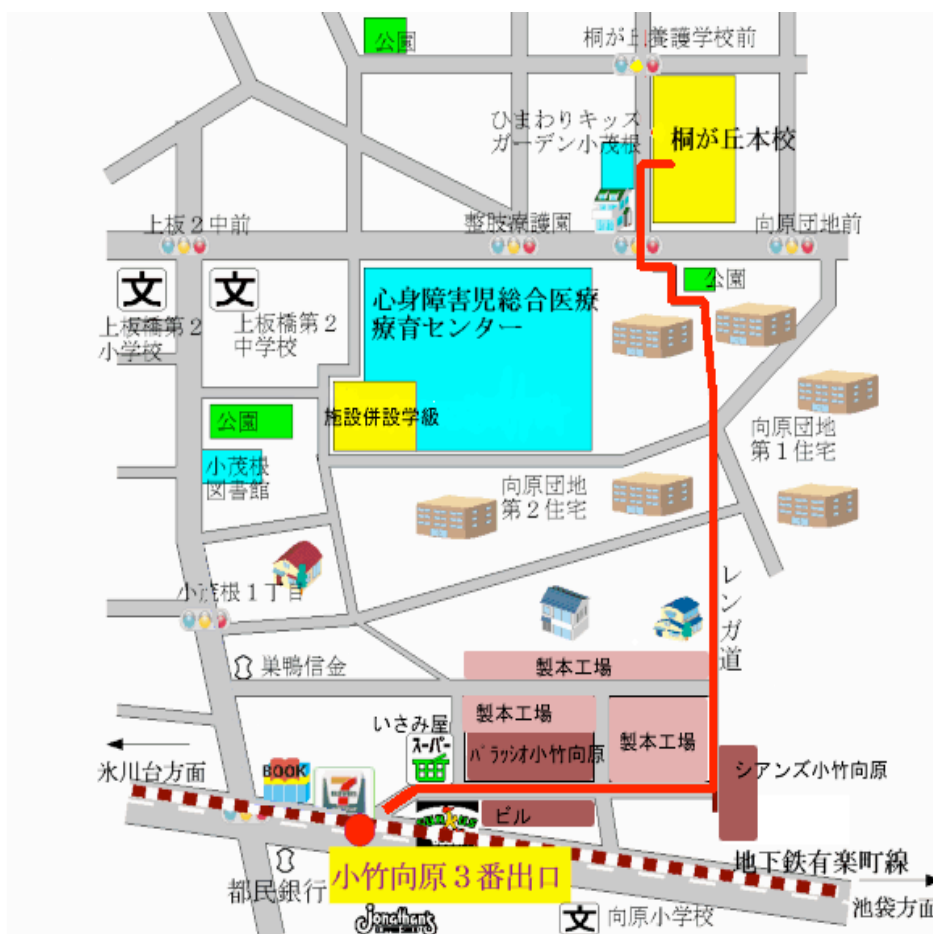 公園
桐が丘養護学校前
ひまわりキッズ
ガーデン小茂根
桐が丘本校
上板2中前
整肢療護園
向原団地前
文
文
上板橋第2
小学校
上板橋第2
中学校
心身障害児総合医療
療育センター
公園
施設併設学級
公園
小茂根
図書館
向原団地
第1住宅
向原団地
第2住宅
小茂根1丁目
レンガ道
巣鴨信金
製本工場
いさみ屋
製本工場
製本工場
スーパー
パラッシオ小竹向原
シアンズ小竹向原
氷川台方面
BOOK
7
ビル
小竹向原3番出口
地下鉄有楽町線
都民銀行
池袋方面
Jonathan's
文
向原小学校